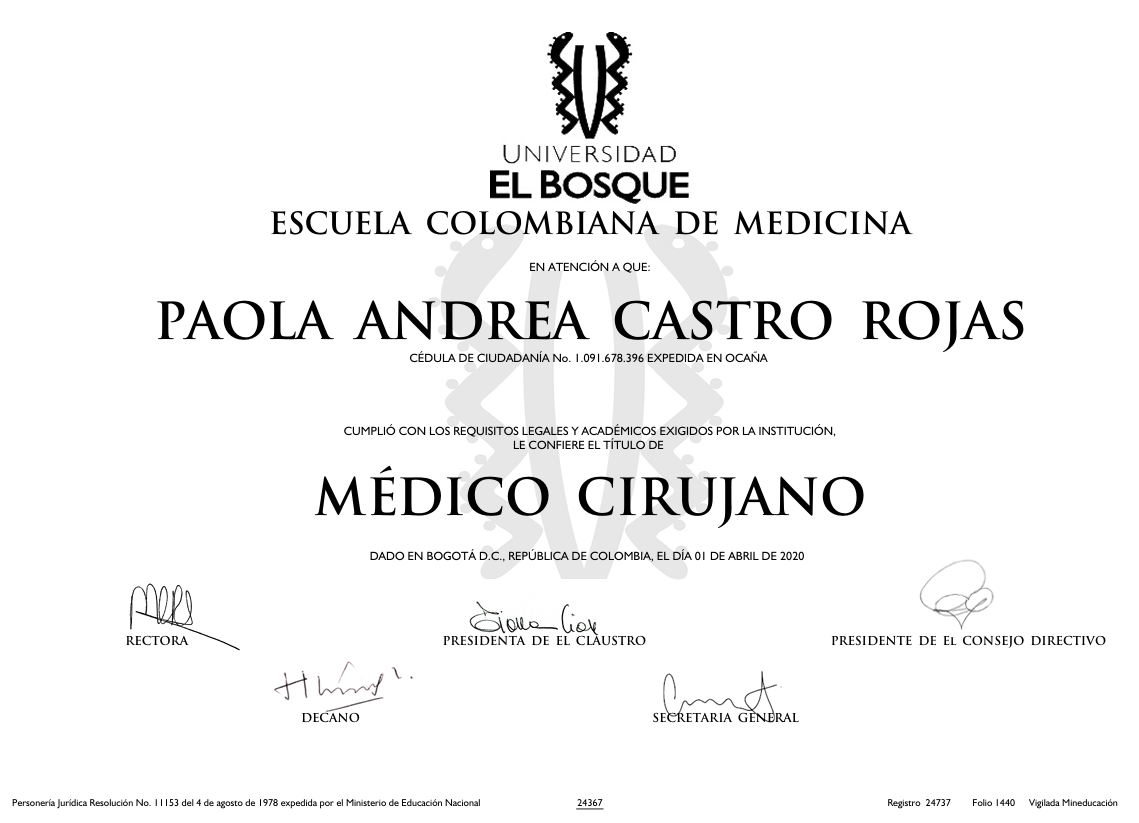 UNIVERSIDAD
EL BOSQUE
ESCUELA COLOMBIANA DE MEDICINA
EN ATENCIÓN A QUE:
PAOLA ANDREA CASTRO ROJAS
CÉDULA DE CIUDADANÍA No. 1.091.678.396 EXPEDIDA EN OCAÑA
CUMPLIÓ CON LOS REQUISITOS LEGALES Y ACADÉMICOS EXIGIDOS POR LA INSTITUCIÓN,
LE CONFIERE EL TÍTULO DE
MÉDICO CIRUJANO
DADO EN BOGOTÁ D.C., REPÚBLICA DE COLOMBIA, EL DÍA 01 DE ABRIL DE 2020
RECTORA
PRESIDENTA DE EL CLAUSTRO
PRESIDENTE DE EL CONSEJO DIRECTIVO
DECANO
SECRETARIA GENERAL
Personería Jurídica Resolución No. 11153 del 4 de agosto de 1978 expedida por el Ministerio de Educación Nacional
24367
Registro 24737 Folio 1440 Vigilada Mineducación